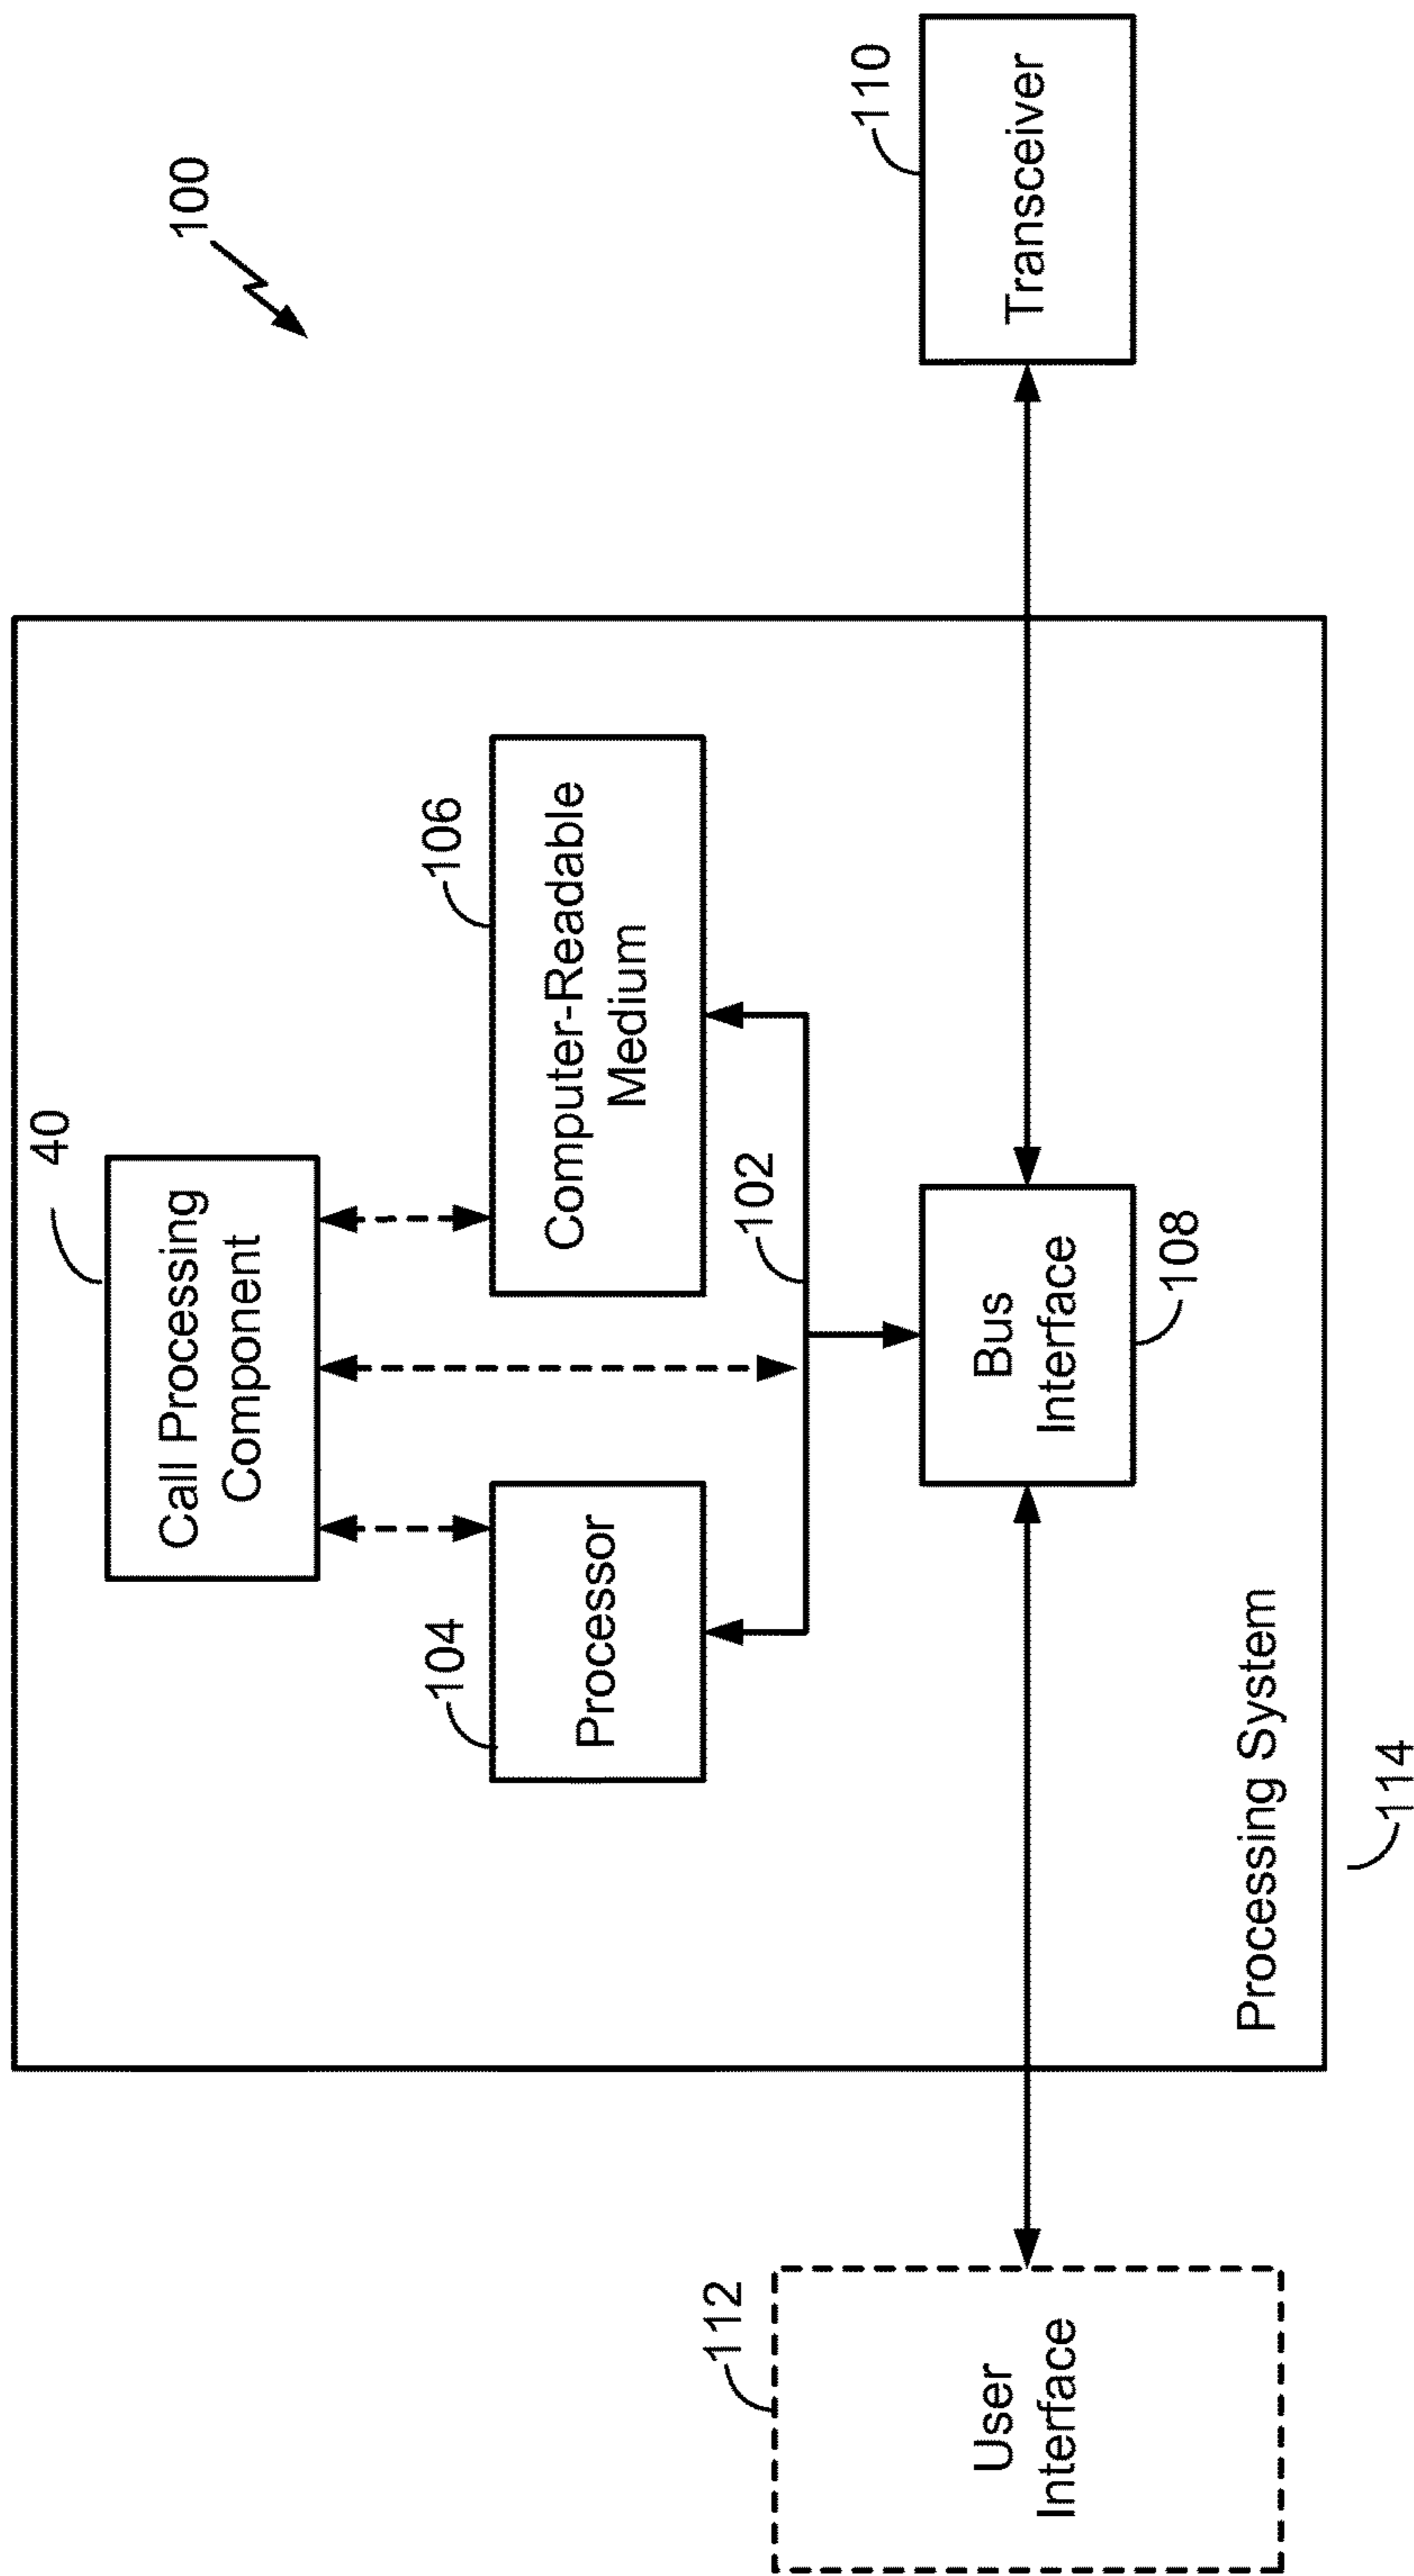 100
40
Call Processing
Component
104
Processor
106
Computer-Readable
Medium
102
112
User
Interface
Bus
Interface
108
110
Transceiver
Processing System
114